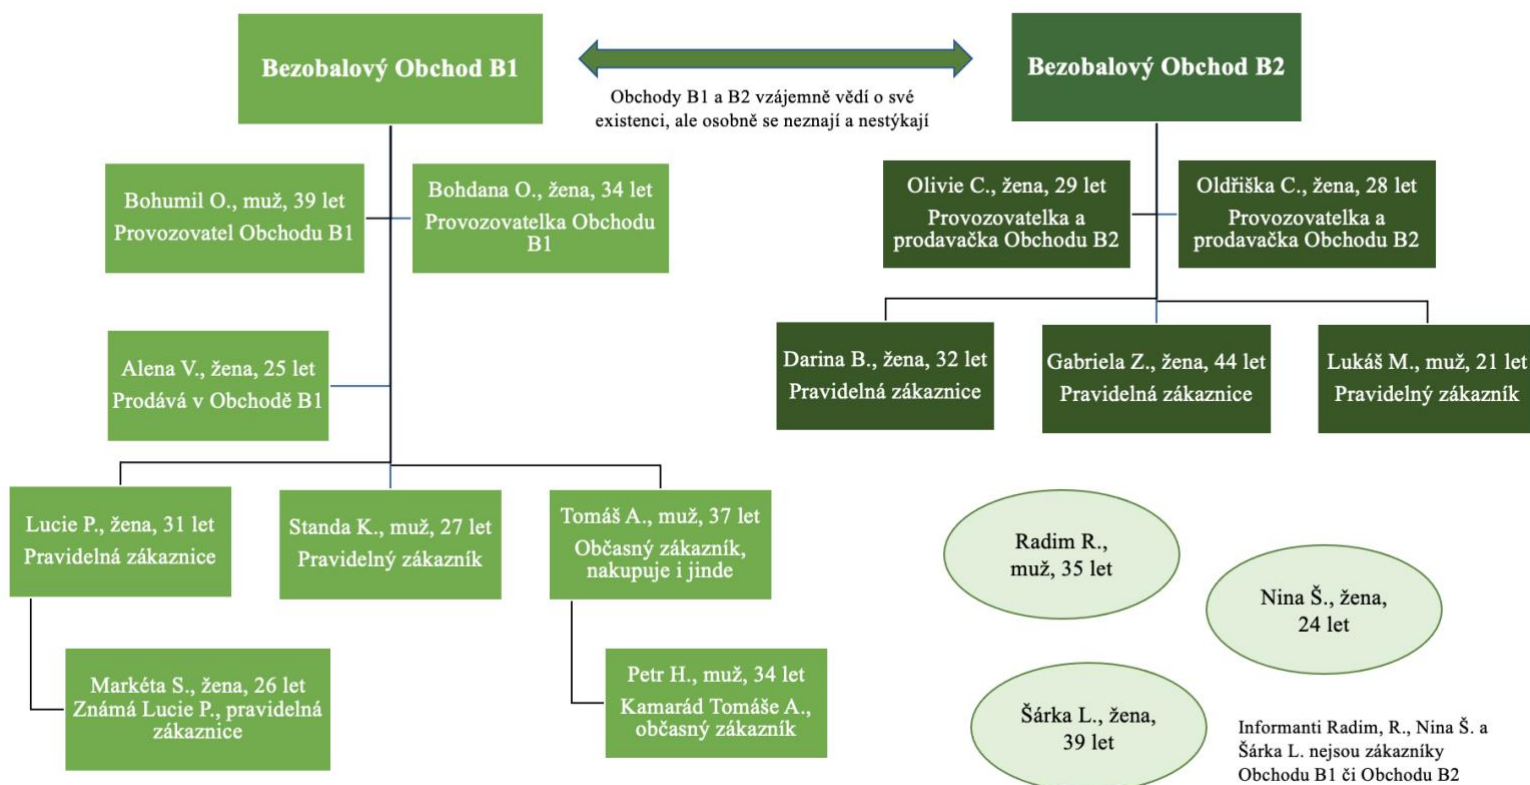 Bezobalový Obchod B1
Obchody B1 a B2 vzájemně vědí o své
existenci, ale osobně se neznají a nestýkají
Bezobalový Obchod B2
Bohumil O., muž, 39 let
Provozovatel Obchodu B1
Bohdana O., žena, 34 let
Provozovatelka Obchodu
B1
Olivie C., žena, 29 let
Provozovatelka a
prodavačka Obchodu B2
Oldřiška C., žena, 28 let
Provozovatelka a
prodavačka Obchodu B2
Alena V., žena, 25 let
Prodává v Obchodě B1
Darina B., žena, 32 let
Pravidelná zákaznice
Gabriela Z., žena, 44 let
Pravidelná zákaznice
Lukáš M., muž, 21 let
Pravidelný zákazník
Lucie P., žena, 31 let
Pravidelná zákaznice
Standa K., muž, 27 let
Pravidelný zákazník
Tomáš A., muž, 37 let
Občasný zákazník,
nakupuje i jinde
Markéta S., žena, 26 let
Známá Lucie P., pravidelná
zákaznice
Petr H., muž, 34 let
Kamarád Tomáše A.,
občasný zákazník
Radim R.,
muž, 35 let
Nina Š., žena,
24 let
Šárka L., žena,
39 let
Informanti Radim, R., Nina Š. a
Šárka L. nejsou zákazníky
Obchodu B1 či Obchodu B2